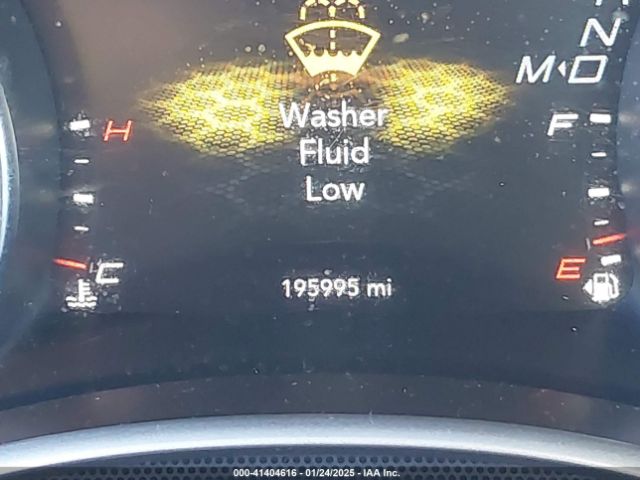 N
M D
H
F
Washer
Fluid
Low
C
E
195995 mi
000-41404616 - 01/24/2025 - IAA Inc.